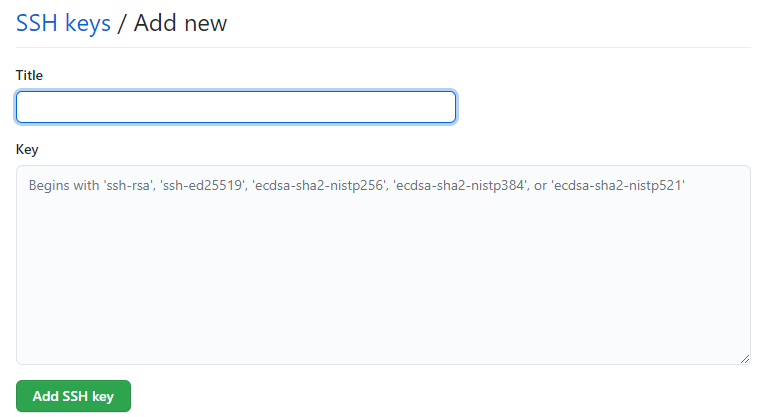 SSH keys / Add new
Title
Key
Begins with 'ssh-rsa', 'ssh-ed25519', 'ecdsa-sha2-nistp256', 'ecdsa-sha2-nistp384', or 'ecdsa-sha2-nistp521'
Add SSH key